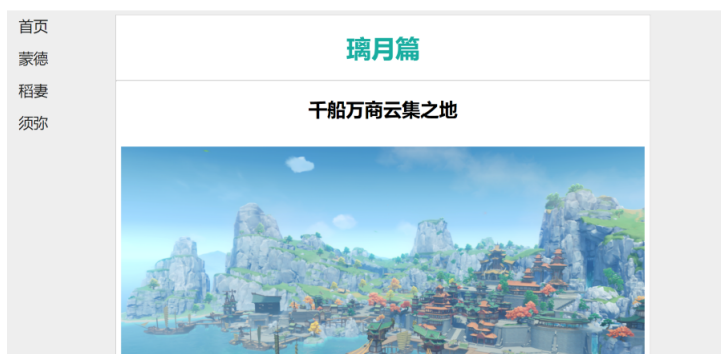 首页
蒙德
稻妻
须弥
璃月篇
千船万商云集之地